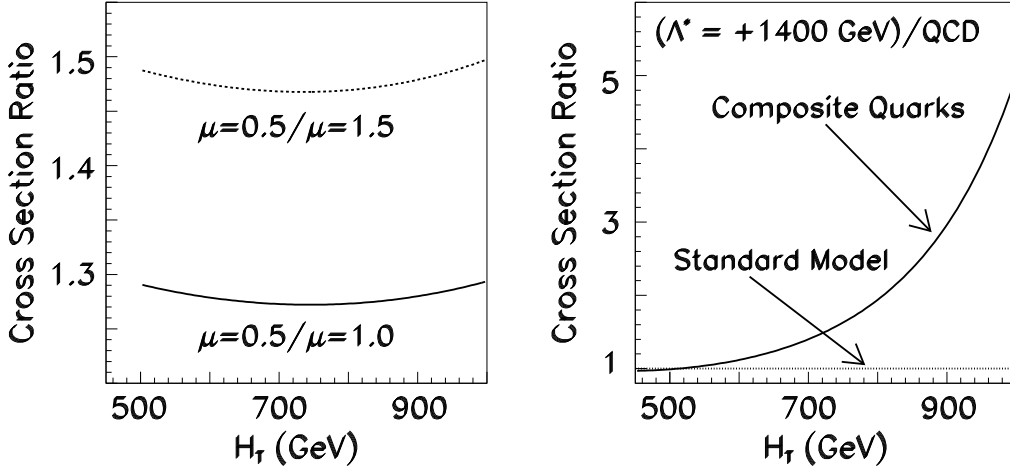 Cross Section Ratio
1.5
1.4
1.3
μ=0.5/μ=1.5
μ=0.5/μ=1.0
500 700 900
H_T (GeV)
Cross Section Ratio
5
3
1
(Λ* = +1400 GeV)/QCD
Composite Quarks
Standard Model
500 700 900
H_T (GeV)